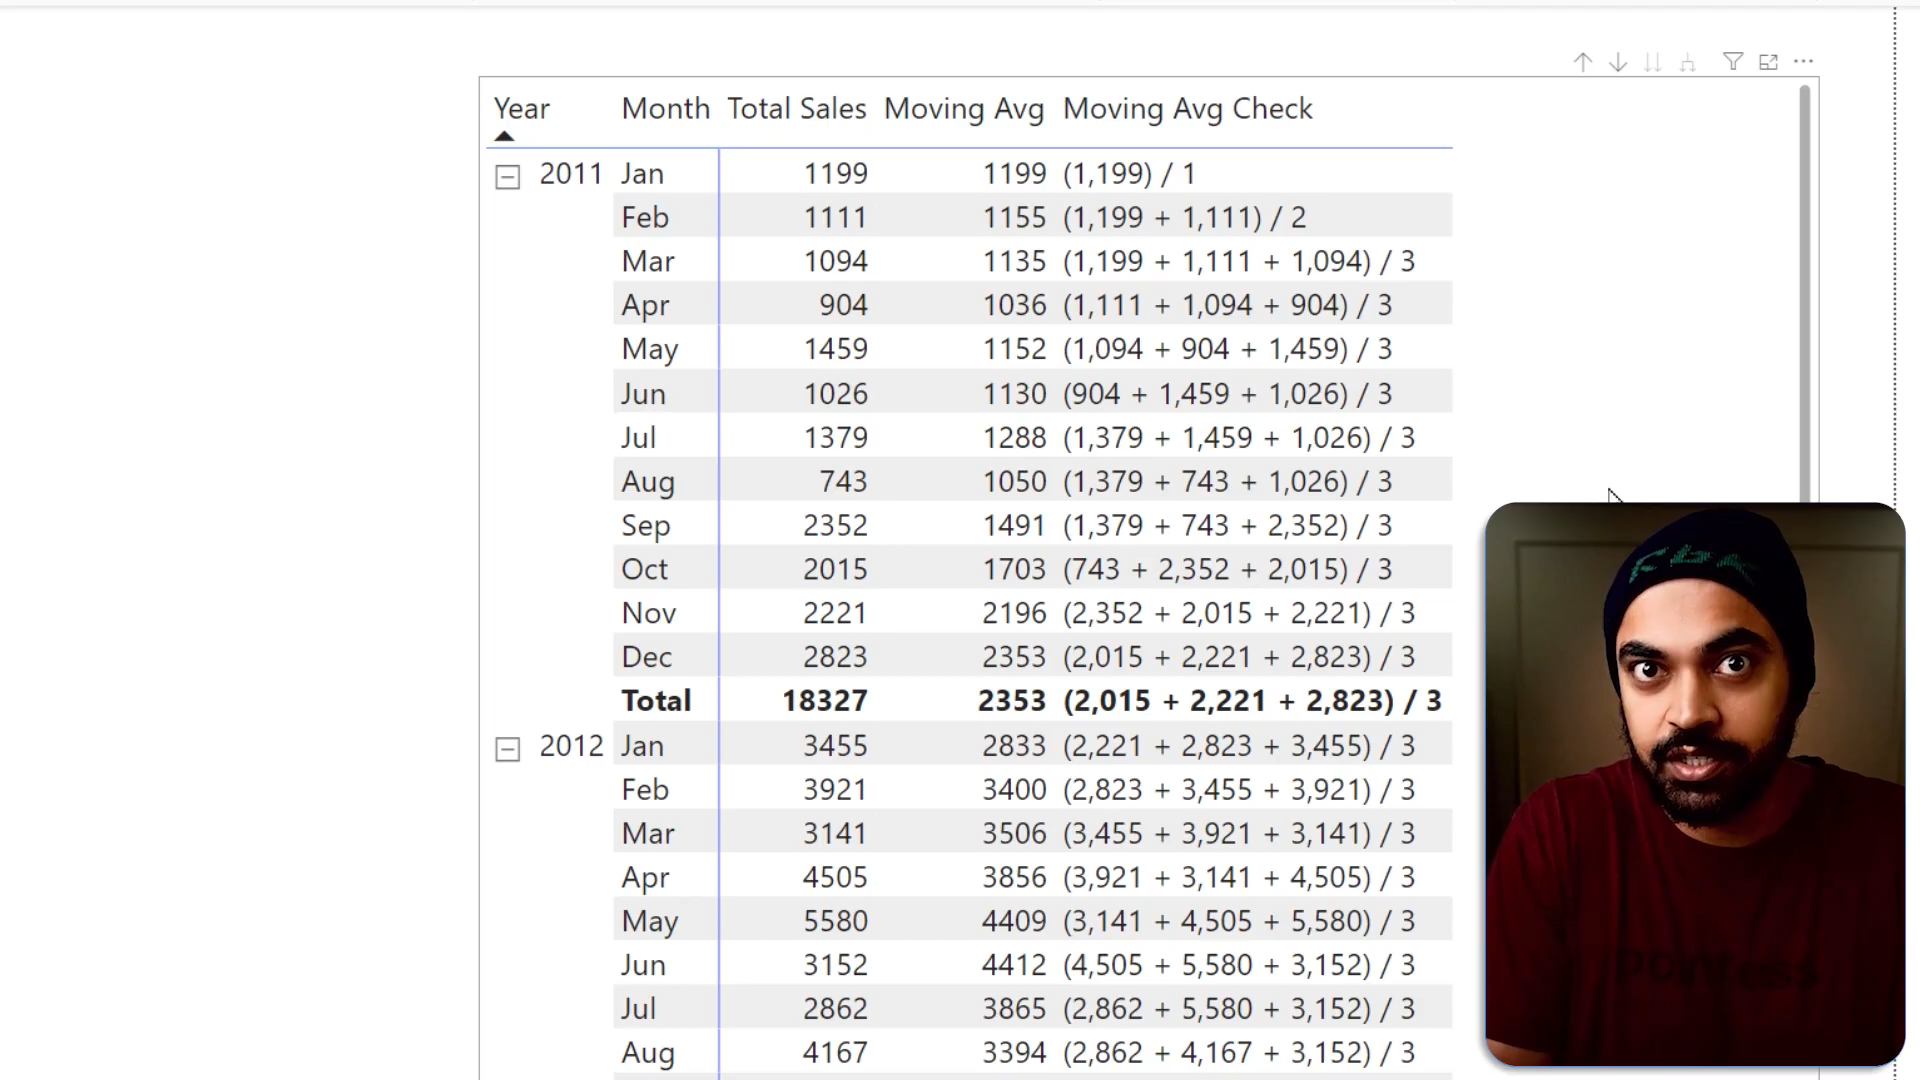 Year Month Total Sales Moving Avg Moving Avg Check
2011 Jan 1199 1199 (1,199) / 1
Feb 1111 1155 (1,199 + 1,111) / 2
Mar 1094 1135 (1,199 + 1,111 + 1,094) / 3
Apr 904 1036 (1,111 + 1,094 + 904) / 3
May 1459 1152 (1,094 + 904 + 1,459) / 3
Jun 1026 1130 (904 + 1,459 + 1,026) / 3
Jul 1379 1288 (1,379 + 1,459 + 1,026) / 3
Aug 743 1050 (1,379 + 743 + 1,026) / 3
Sep 2352 1491 (1,379 + 743 + 2,352) / 3
Oct 2015 1703 (743 + 2,352 + 2,015) / 3
Nov 2221 2196 (2,352 + 2,015 + 2,221) / 3
Dec 2823 2353 (2,015 + 2,221 + 2,823) / 3
Total 18327 2353 (2,015 + 2,221 + 2,823) / 3
2012 Jan 3455 2833 (2,221 + 2,823 + 3,455) / 3
Feb 3921 3400 (2,823 + 3,455 + 3,921) / 3
Mar 3141 3506 (3,455 + 3,921 + 3,141) / 3
Apr 4505 3856 (3,921 + 3,141 + 4,505) / 3
May 5580 4409 (3,141 + 4,505 + 5,580) / 3
Jun 3152 4412 (4,505 + 5,580 + 3,152) / 3
Jul 2862 3865 (2,862 + 5,580 + 3,152) / 3
Aug 4167 3394 (2,862 + 4,167 + 3,152) / 3